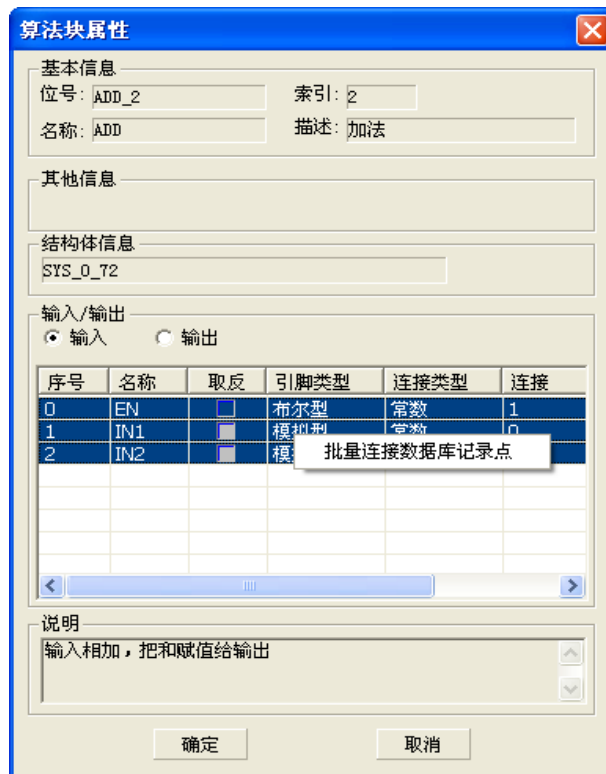 算法块属性
基本信息
位号: ADD_2 索引: 2
名称: ADD 描述: 加法
其他信息
结构体信息
SYS_0_72
输入/输出
输入 输出
序号 名称 取反 引脚类型 连接类型 连接
0 EN 布尔型 常数 1
1 IN1 模拟型 常数 0
2 IN2 模
批量连接数据库记录点
说明
输入相加，把和赋值给输出
确定 取消